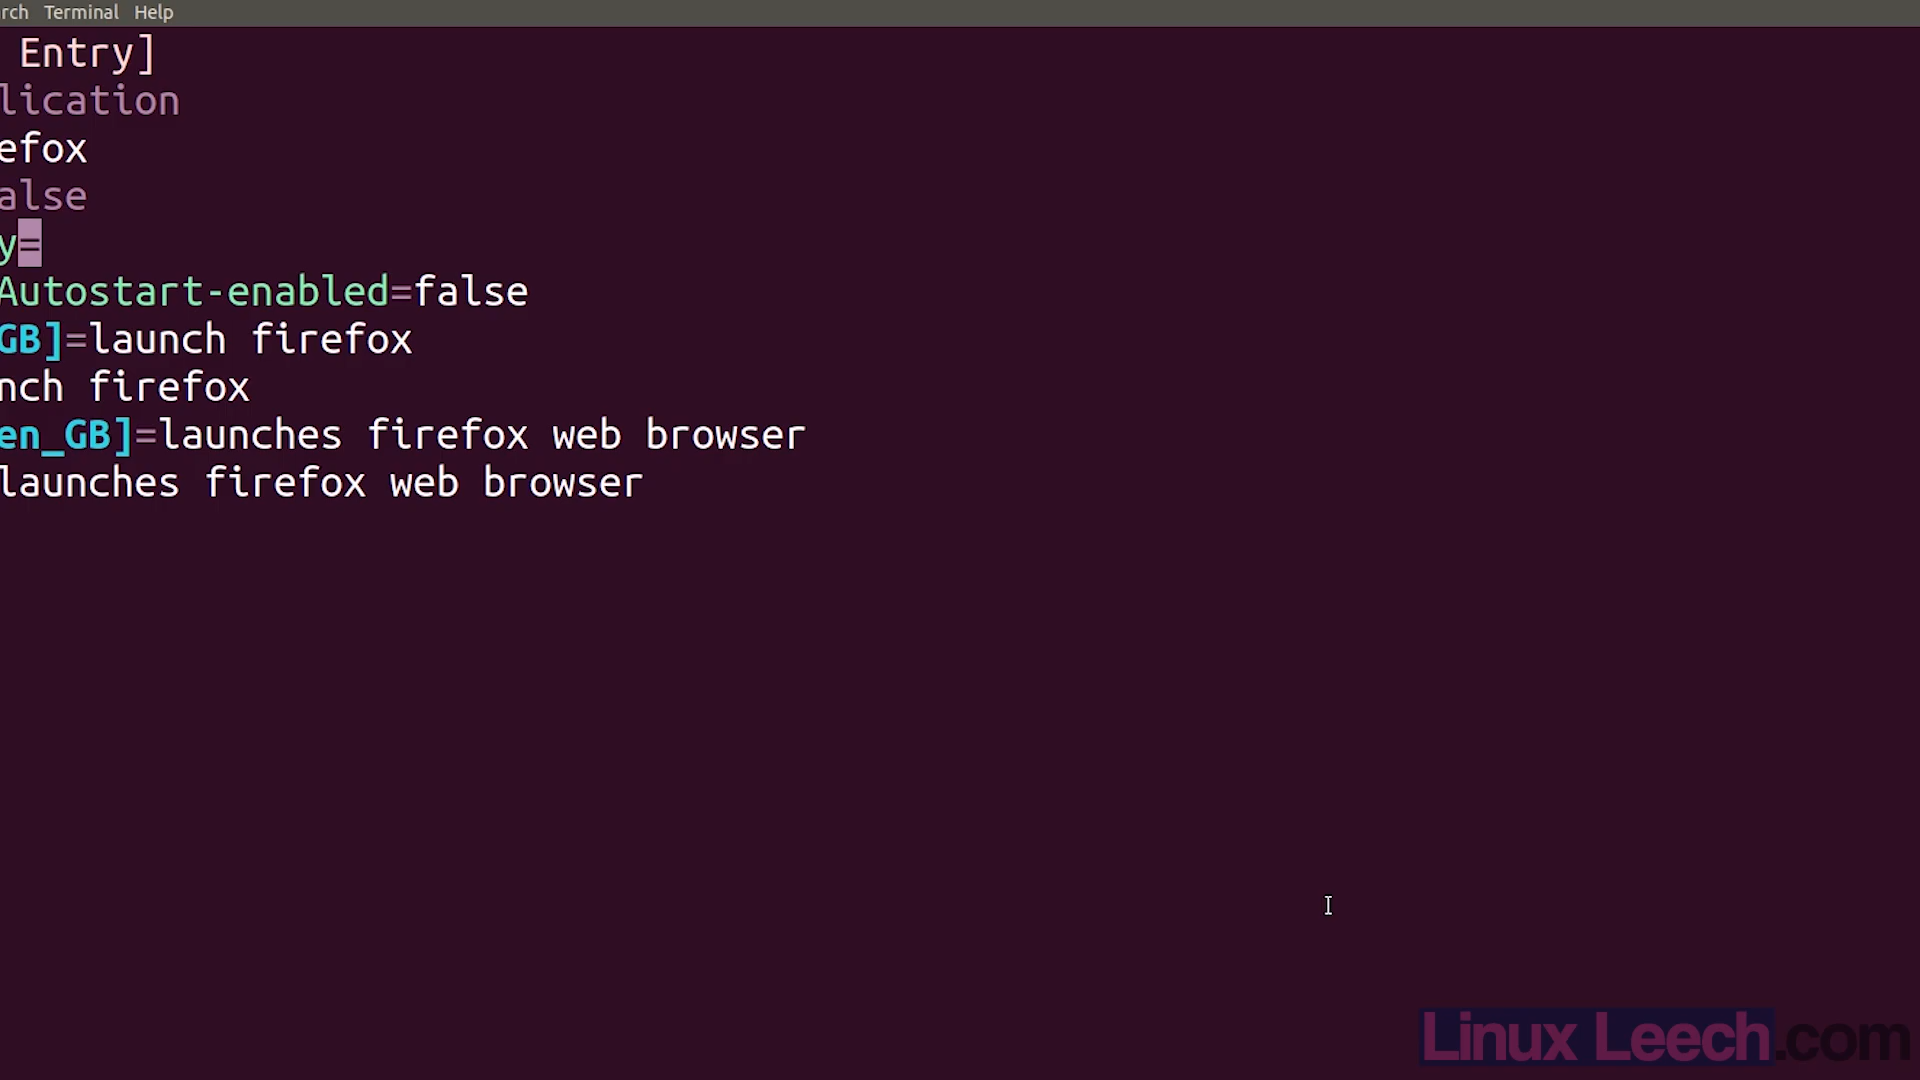 rch Terminal Help
Entry]
lication
efox
alse
y=
Autostart-enabled=false
GB]=launch firefox
nch firefox
en_GB]=launches firefox web browser
launches firefox web browser
Linux Leech.com